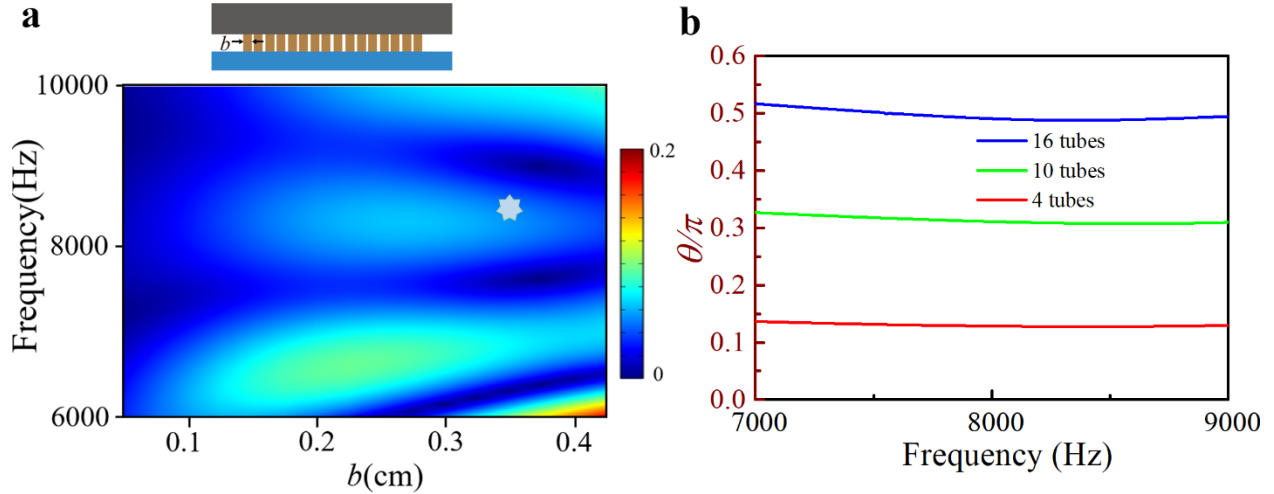 a
b
10000
8000
6000
Frequency(Hz)
0.1 0.2 0.3 0.4
b(cm)
0.2
0
b
0.6
0.5
0.4
0.3
0.2
0.1
0.0
θ/π
16 tubes
10 tubes
4 tubes
7000 8000 9000
Frequency (Hz)